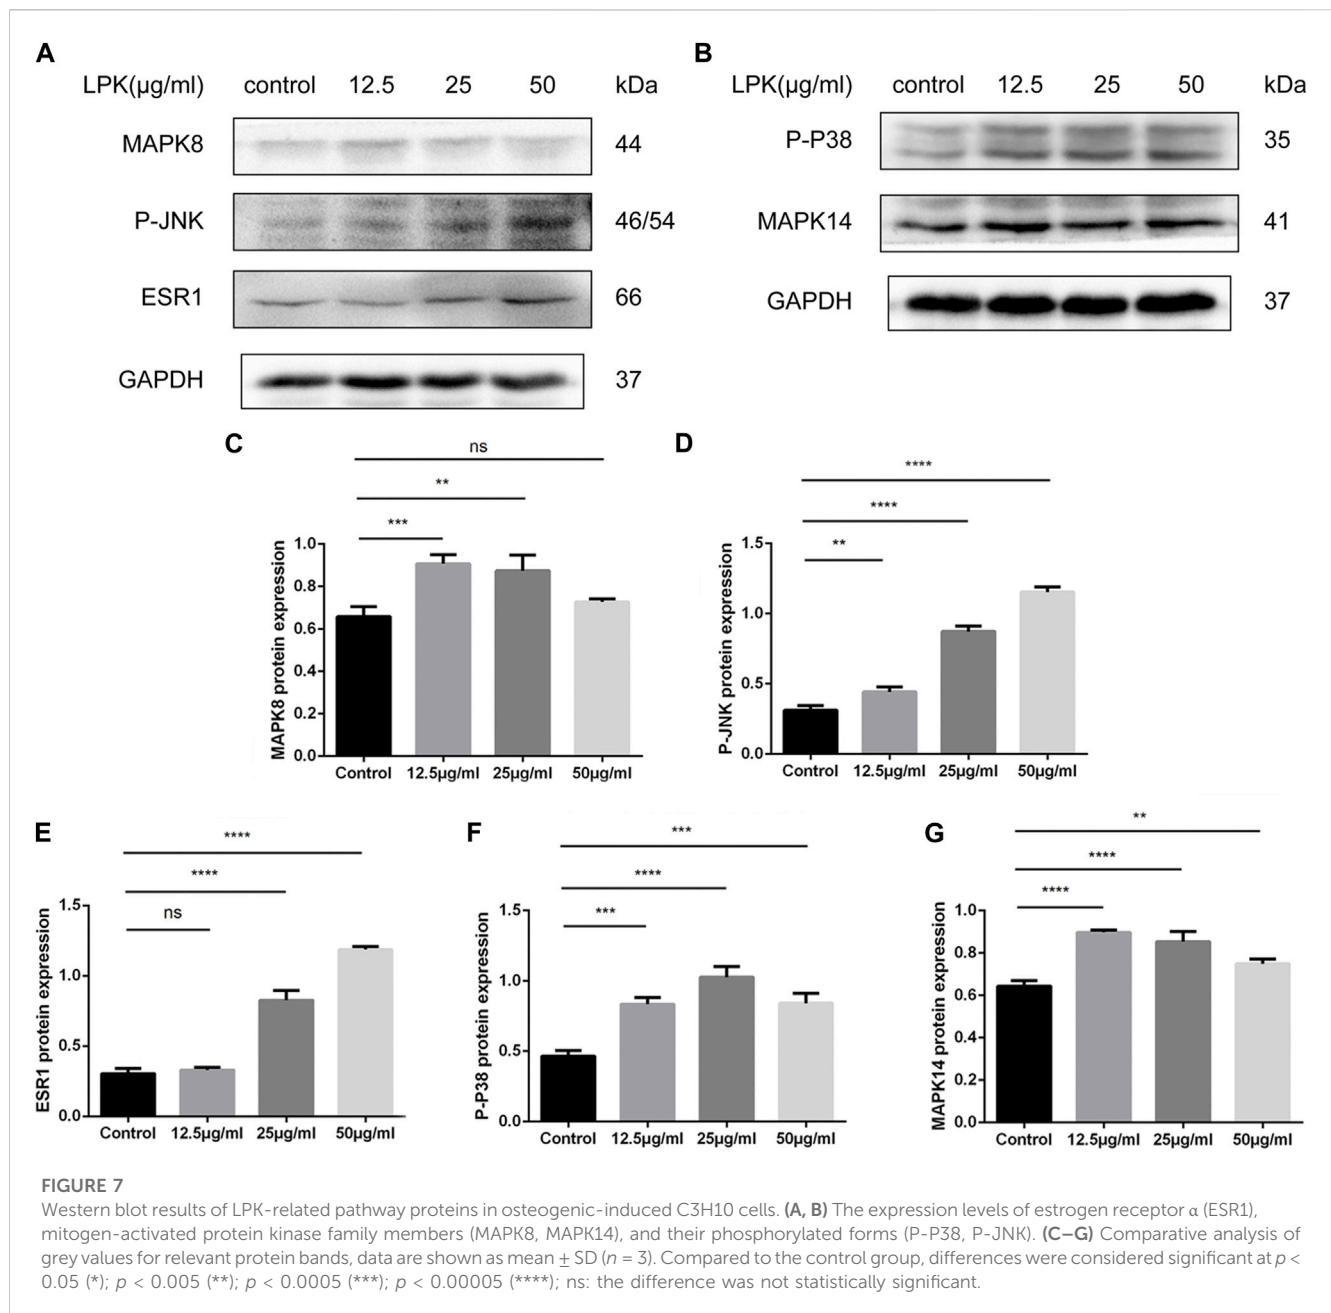 A
LPK(μg/ml) control 12.5 25 50 kDa
MAPK8 44
P-JNK 46/54
ESR1 66
GAPDH 37
B
LPK(μg/ml) control 12.5 25 50 kDa
P-P38 35
MAPK14 41
GAPDH 37
C
ns
**
***
MAPK8 protein expression
1.0
0.8
0.6
0.4
0.2
0.0
Control 12.5μg/ml 25μg/ml 50μg/ml
D
****
****
**
P-JNK protein expression
1.5
1.0
0.5
0.0
Control 12.5μg/ml 25μg/ml 50μg/ml
E
****
****
ns
ESR1 protein expression
1.5
1.0
0.5
0.0
Control 12.5μg/ml 25μg/ml 50μg/ml
F
***
****
***
P-P38 protein expression
1.5
1.0
0.5
0.0
Control 12.5μg/ml 25μg/ml 50μg/ml
G
**
****
****
MAPK14 protein expression
1.0
0.8
0.6
0.4
0.2
0.0
Control 12.5μg/ml 25μg/ml 50μg/ml
FIGURE 7
Western blot results of LPK-related pathway proteins in osteogenic-induced C3H10 cells. (A, B) The expression levels of estrogen receptor α (ESR1),
mitogen-activated protein kinase family members (MAPK8, MAPK14), and their phosphorylated forms (P-P38, P-JNK). (C–G) Comparative analysis of
grey values for relevant protein bands, data are shown as mean ± SD (n = 3). Compared to the control group, differences were considered significant at p <
0.05 (*); p < 0.005 (**); p < 0.0005 (***); p < 0.00005 (****); ns: the difference was not statistically significant.